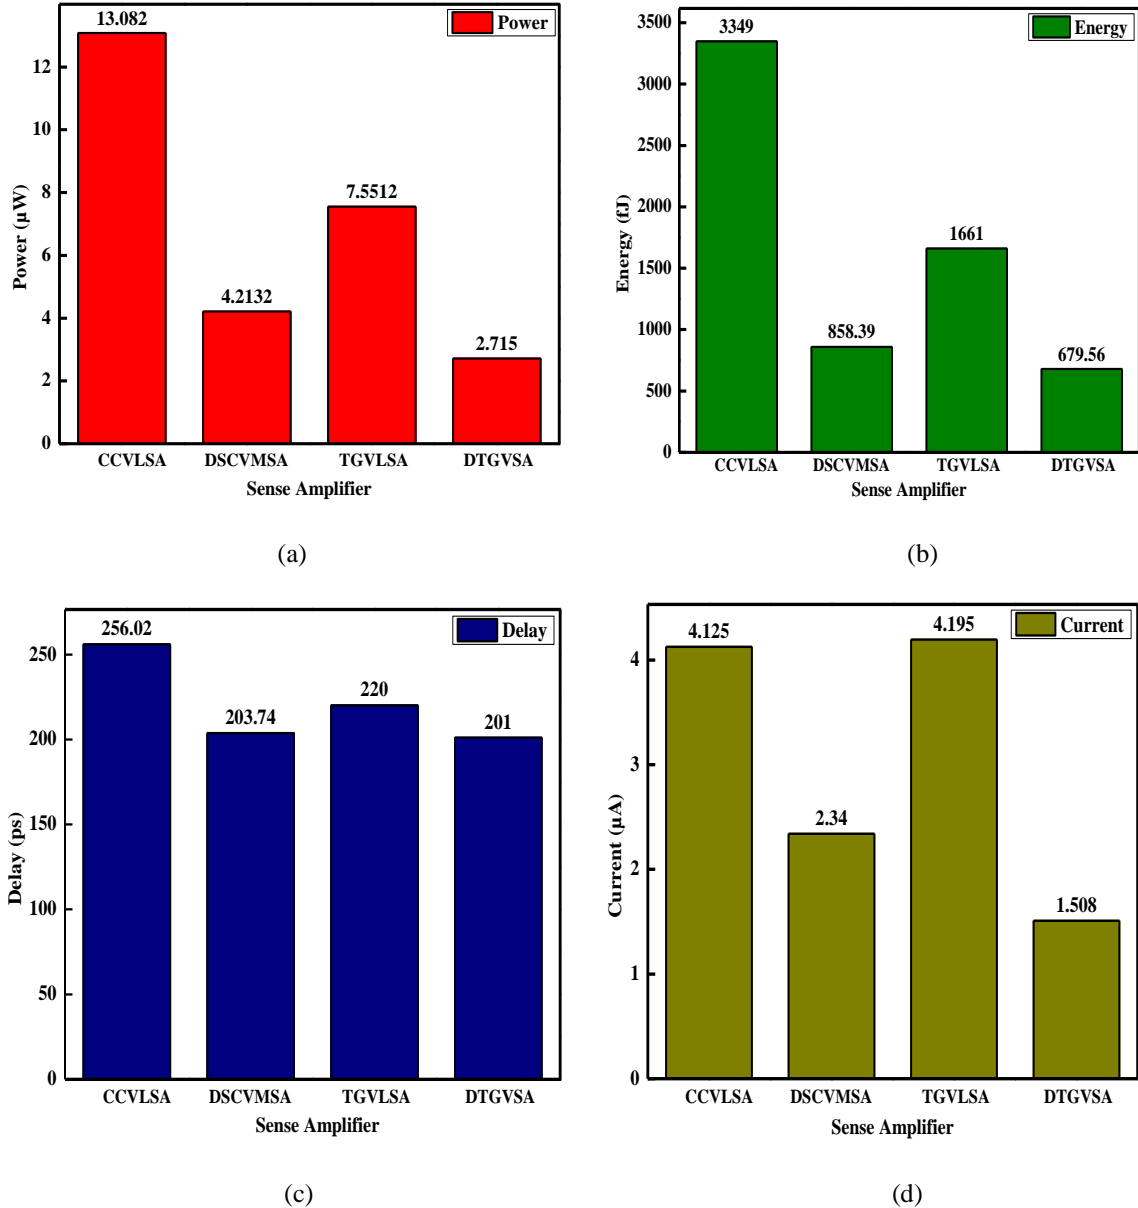 13.082
Power
12
10
8
6
4
2
0
Power (µW)
7.5512
4.2132
2.715
CCVLSA DSCVMSA TGVLSA DTGVSA
Sense Amplifier
(a)
3500
3000
2500
2000
1500
1000
500
0
Energy (fJ)
3349
Energy
1661
858.39
679.56
CCVLSA DSCVMSA TGVLSA DTGVSA
Sense Amplifier
(b)
256.02
Delay
250
200
150
100
50
0
Delay (ps)
203.74
220
201
CCVLSA DSCVMSA TGVLSA DTGVSA
Sense Amplifier
(c)
4.125
4.195
Current
4
3
2
1
0
Current (µA)
2.34
1.508
CCVLSA DSCVMSA TGVLSA DTGVSA
Sense Amplifier
(d)